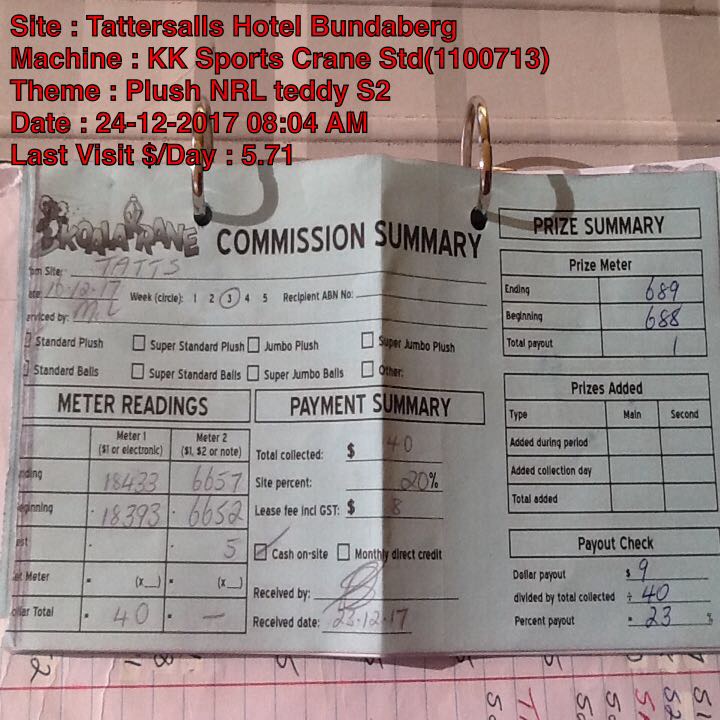 Site : Tattersalls Hotel Bundaberg
Machine : KK Sports Crane Std(1100713)
Theme : Plush NRL teddy S2
Date : 24-12-2017 08:04 AM
Last Visit $/Day : 5.71
KOALA KRANE COMMISSION SUMMARY
Site: TATTS
16-12-17 Week (circle): 1 2 3 4 5 Recipient ABN No:
by: ML
Standard Plush Super Standard Plush Jumbo Plush Super Jumbo Plush
Standard Balls Super Standard Balls Super Jumbo Balls Other:
METER READINGS
Meter 1 Meter 2
($1 or electronic) ($1, $2 or note)
18433 6657
18393 6652
5
Meter = (x__) = (x__)
Total = 40 = —
PAYMENT SUMMARY
Total collected: $ 40
Site percent: 20%
Lease fee incl GST: $ 8
Cash on-site Monthly direct credit
Received by:
Received date: 23-12-17
PRIZE SUMMARY
Prize Meter
Ending 689
Beginning 688
Total payout 1
Prizes Added
Type Main Second
Added during period
Added collection day
Total added
Payout Check
Dollar payout $ 9
divided by total collected ÷ 40
Percent payout = 23 %